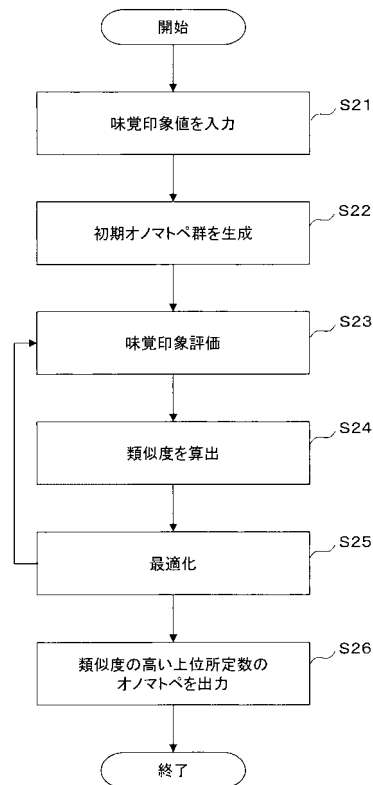 開始
味覚印象値を入力
S21
初期オノマトペ群を生成
S22
味覚印象評価
S23
類似度を算出
S24
最適化
S25
類似度の高い上位所定数の
オノマトペを出力
S26
終了